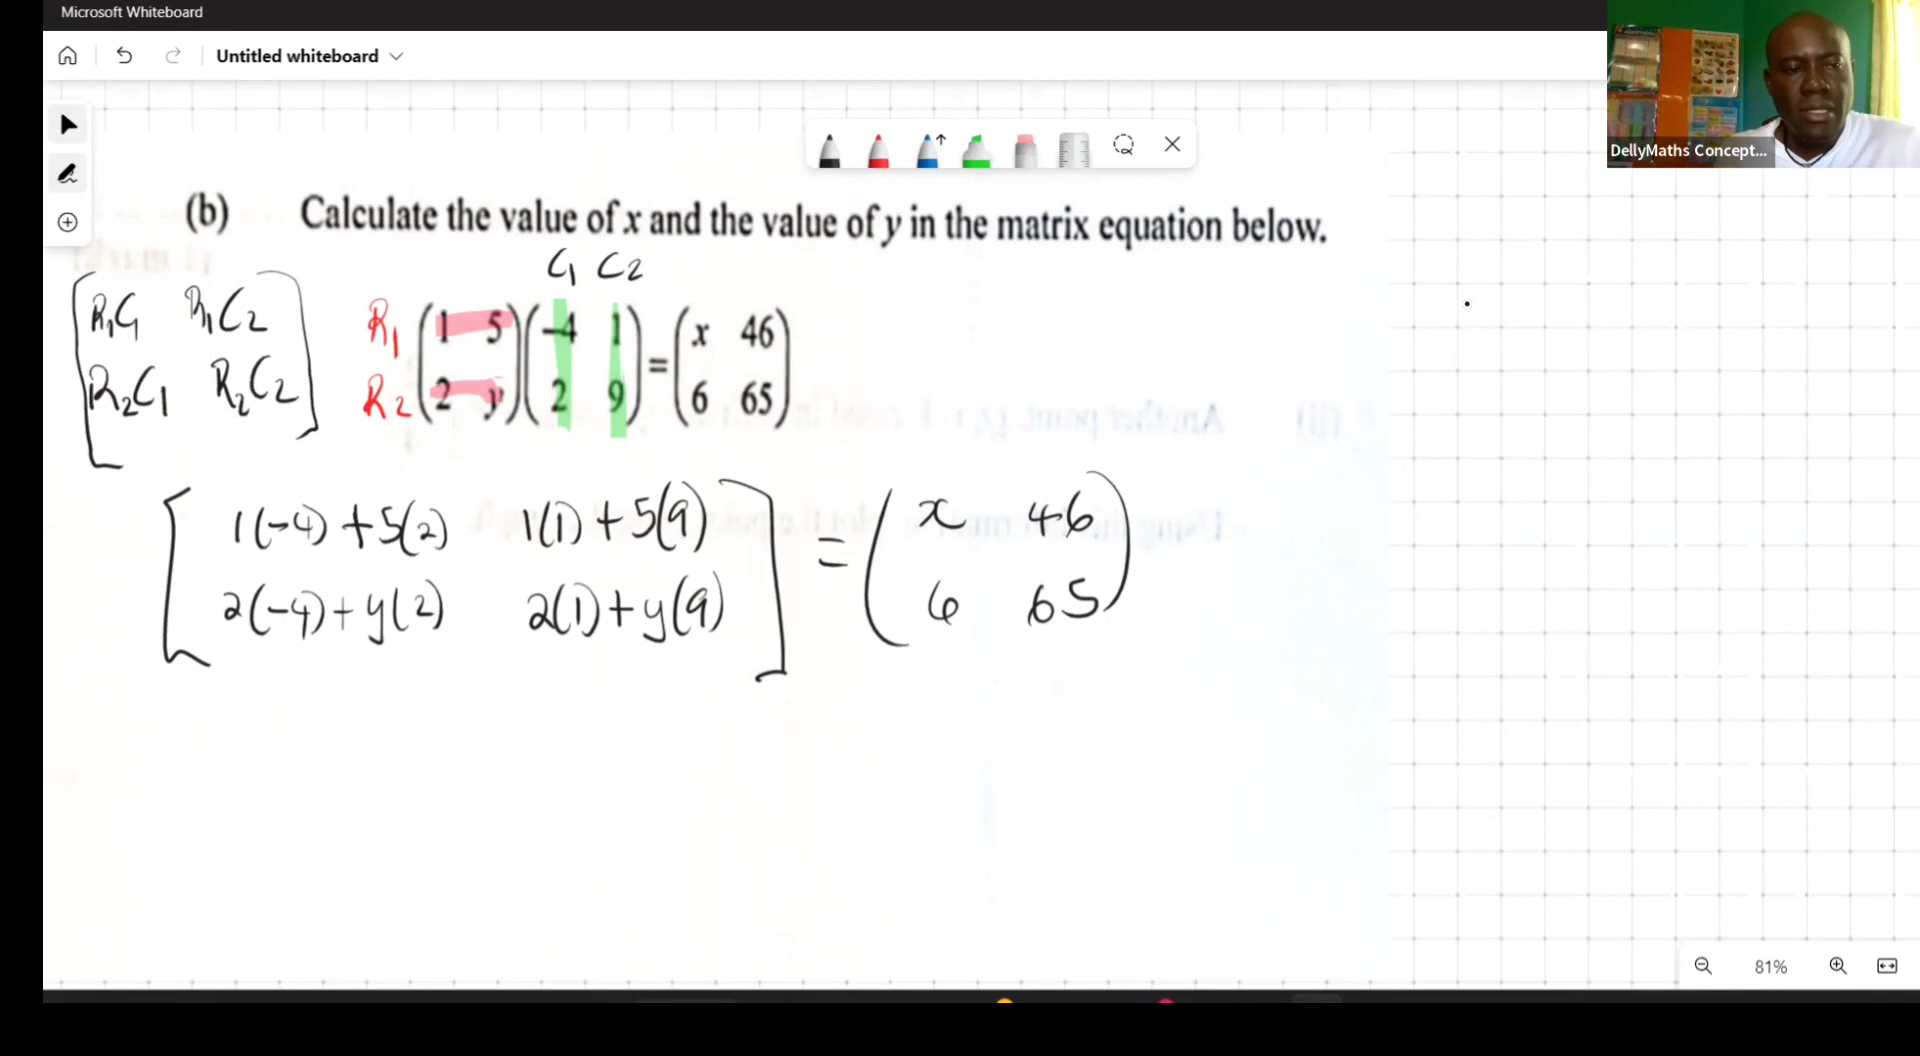 Microsoft Whiteboard
Untitled whiteboard
DellyMaths Concept...
(b) Calculate the value of x and the value of y in the matrix equation below.
C1 C2
R1C1 R1C2
R2C1 R2C2
R1 (1 5) (-4 1) = (x 46)
R2 (2 y) (2 9) (6 65)
[1(-4) + 5(2) 1(1) + 5(9)] = (x 46)
[2(-4) + y(2) 2(1) + y(9)] (6 65)
81%